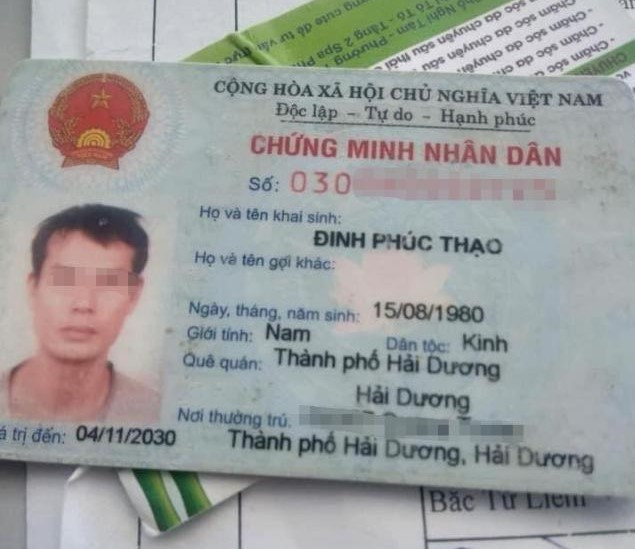 CỘNG HÒA XÃ HỘI CHỦ NGHĨA VIỆT NAM
Độc lập - Tự do - Hạnh phúc
CHỨNG MINH NHÂN DÂN
Số: 030
Họ và tên khai sinh:
ĐINH PHÚC THẠO
Họ và tên gọi khác:
Ngày, tháng, năm sinh: 15/08/1980
Giới tính: Nam Dân tộc: Kinh
Quê quán: Thành phố Hải Dương
Hải Dương
Nơi thường trú:
Thành phố Hải Dương, Hải Dương
trị đến: 04/11/2030
Bắc Từ Liêm